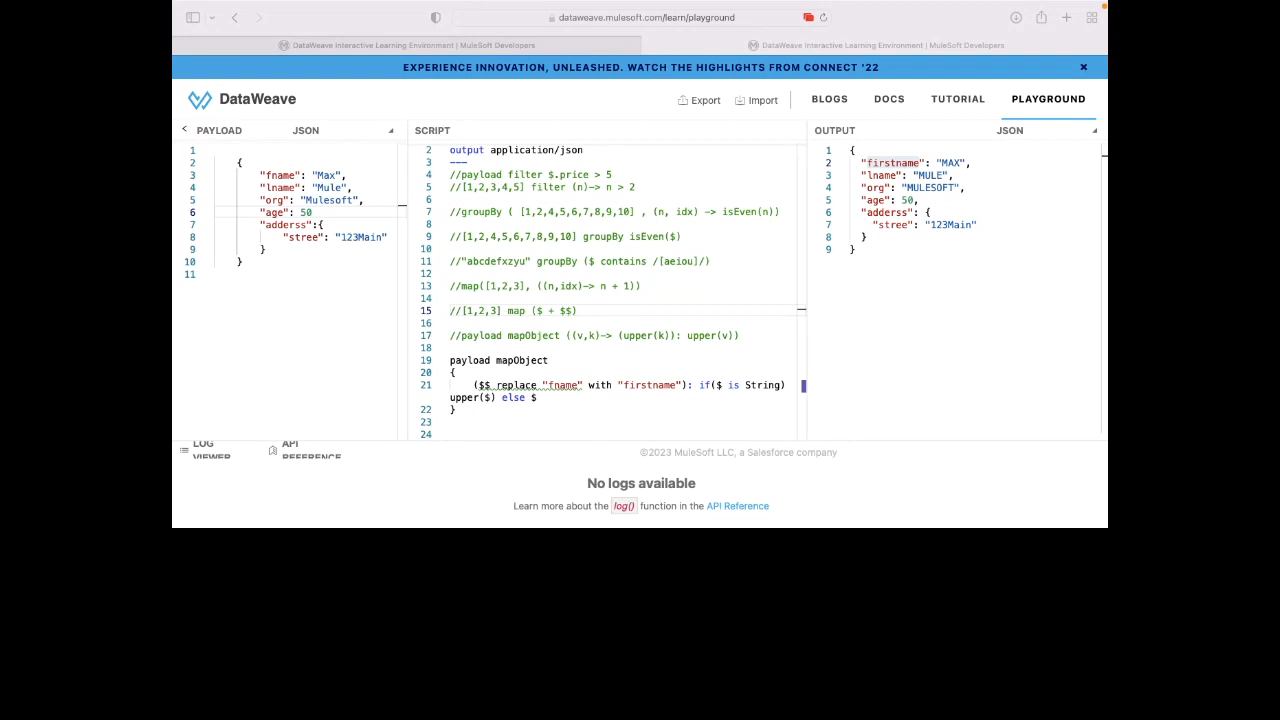 dataweave.mulesoft.com/learn/playground
DataWeave Interactive Learning Environment | MuleSoft Developers
DataWeave Interactive Learning Environment | MuleSoft Developers
EXPERIENCE INNOVATION, UNLEASHED. WATCH THE HIGHLIGHTS FROM CONNECT '22
DataWeave
Export
Import
BLOGS
DOCS
TUTORIAL
PLAYGROUND
PAYLOAD
JSON
1
2 {
3 "fname": "Max",
4 "lname": "Mule",
5 "org": "Mulesoft",
6 "age": 50
7 "adderss":{
8 "stree": "123Main"
9 }
10 }
11
SCRIPT
2 output application/json
3 ---
4 //payload filter $.price > 5
5 //[1,2,3,4,5] filter (n)-> n > 2
6
7 //groupBy ( [1,2,4,5,6,7,8,9,10] , (n, idx) -> isEven(n))
8
9 //[1,2,4,5,6,7,8,9,10] groupBy isEven($)
10
11 //"abcdefxzyu" groupBy ($ contains /[aeiou]/)
12
13 //map([1,2,3], ((n,idx)-> n + 1))
14
15 //[1,2,3] map ($ + $$)
16
17 //payload mapObject ((v,k)-> (upper(k)): upper(v))
18
19 payload mapObject
20 {
21 ($$ replace "fname" with "firstname"): if($ is String)
upper($) else $
22 }
23
24
OUTPUT
JSON
1 {
2 "firstname": "MAX",
3 "lname": "MULE",
4 "org": "MULESOFT",
5 "age": 50,
6 "adderss": {
7 "stree": "123Main"
8 }
9 }
LOG
VIEWER
API
REFERENCE
©2023 MuleSoft LLC, a Salesforce company
No logs available
Learn more about the log() function in the API Reference